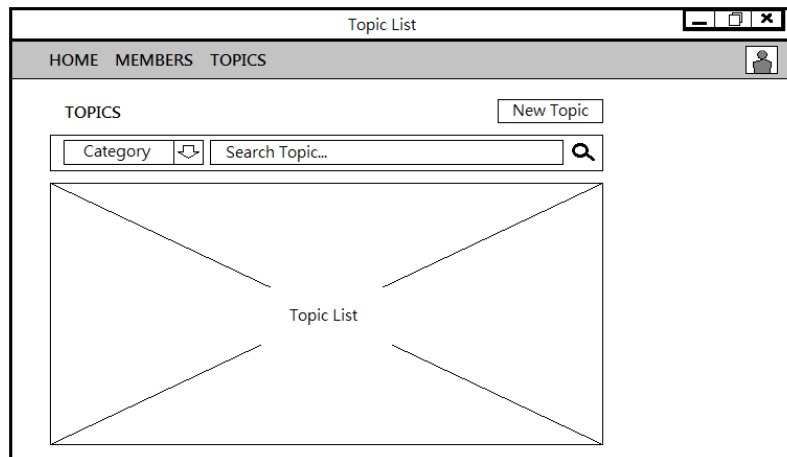 Topic List
HOME MEMBERS TOPICS
TOPICS
New Topic
Category
Search Topic...
Topic List